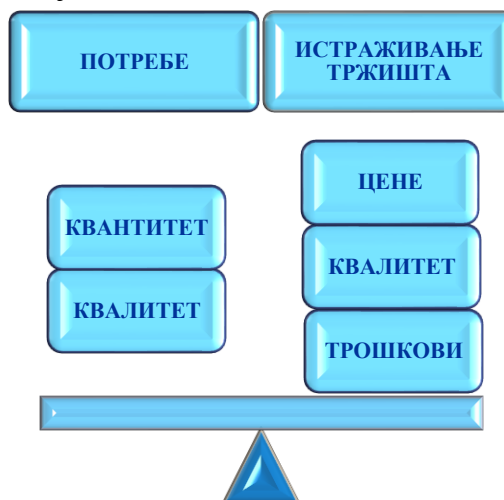 ПОТРЕБЕ
ИСТРАЖИВАЊЕ
ТРЖИШТА
КВАНТИТЕТ
КВАЛИТЕТ
ЦЕНЕ
КВАЛИТЕТ
ТРОШКОВИ